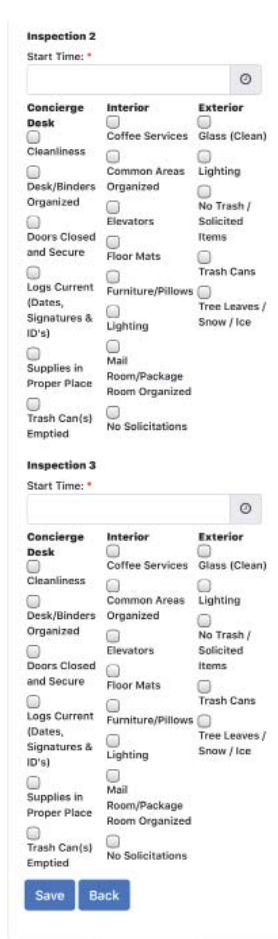 Inspection 2
Start Time: *
Concierge
Desk
Cleanliness
Desk/Binders
Organized
Doors Closed
and Secure
Logs Current
(Dates,
Signatures &
ID's)
Supplies in
Proper Place
Trash Can(s)
Emptied
Interior
Coffee Services
Common Areas
Organized
Elevators
Floor Mats
Furniture/Pillows
Lighting
Mail
Room/Package
Room Organized
No Solicitations
Exterior
Glass (Clean)
Lighting
No Trash /
Solicited
Items
Trash Cans
Tree Leaves /
Snow / Ice
Inspection 3
Start Time: *
Concierge
Desk
Cleanliness
Desk/Binders
Organized
Doors Closed
and Secure
Logs Current
(Dates,
Signatures &
ID's)
Supplies in
Proper Place
Trash Can(s)
Emptied
Interior
Coffee Services
Common Areas
Organized
Elevators
Floor Mats
Furniture/Pillows
Lighting
Mail
Room/Package
Room Organized
No Solicitations
Exterior
Glass (Clean)
Lighting
No Trash /
Solicited
Items
Trash Cans
Tree Leaves /
Snow / Ice
Save
Back